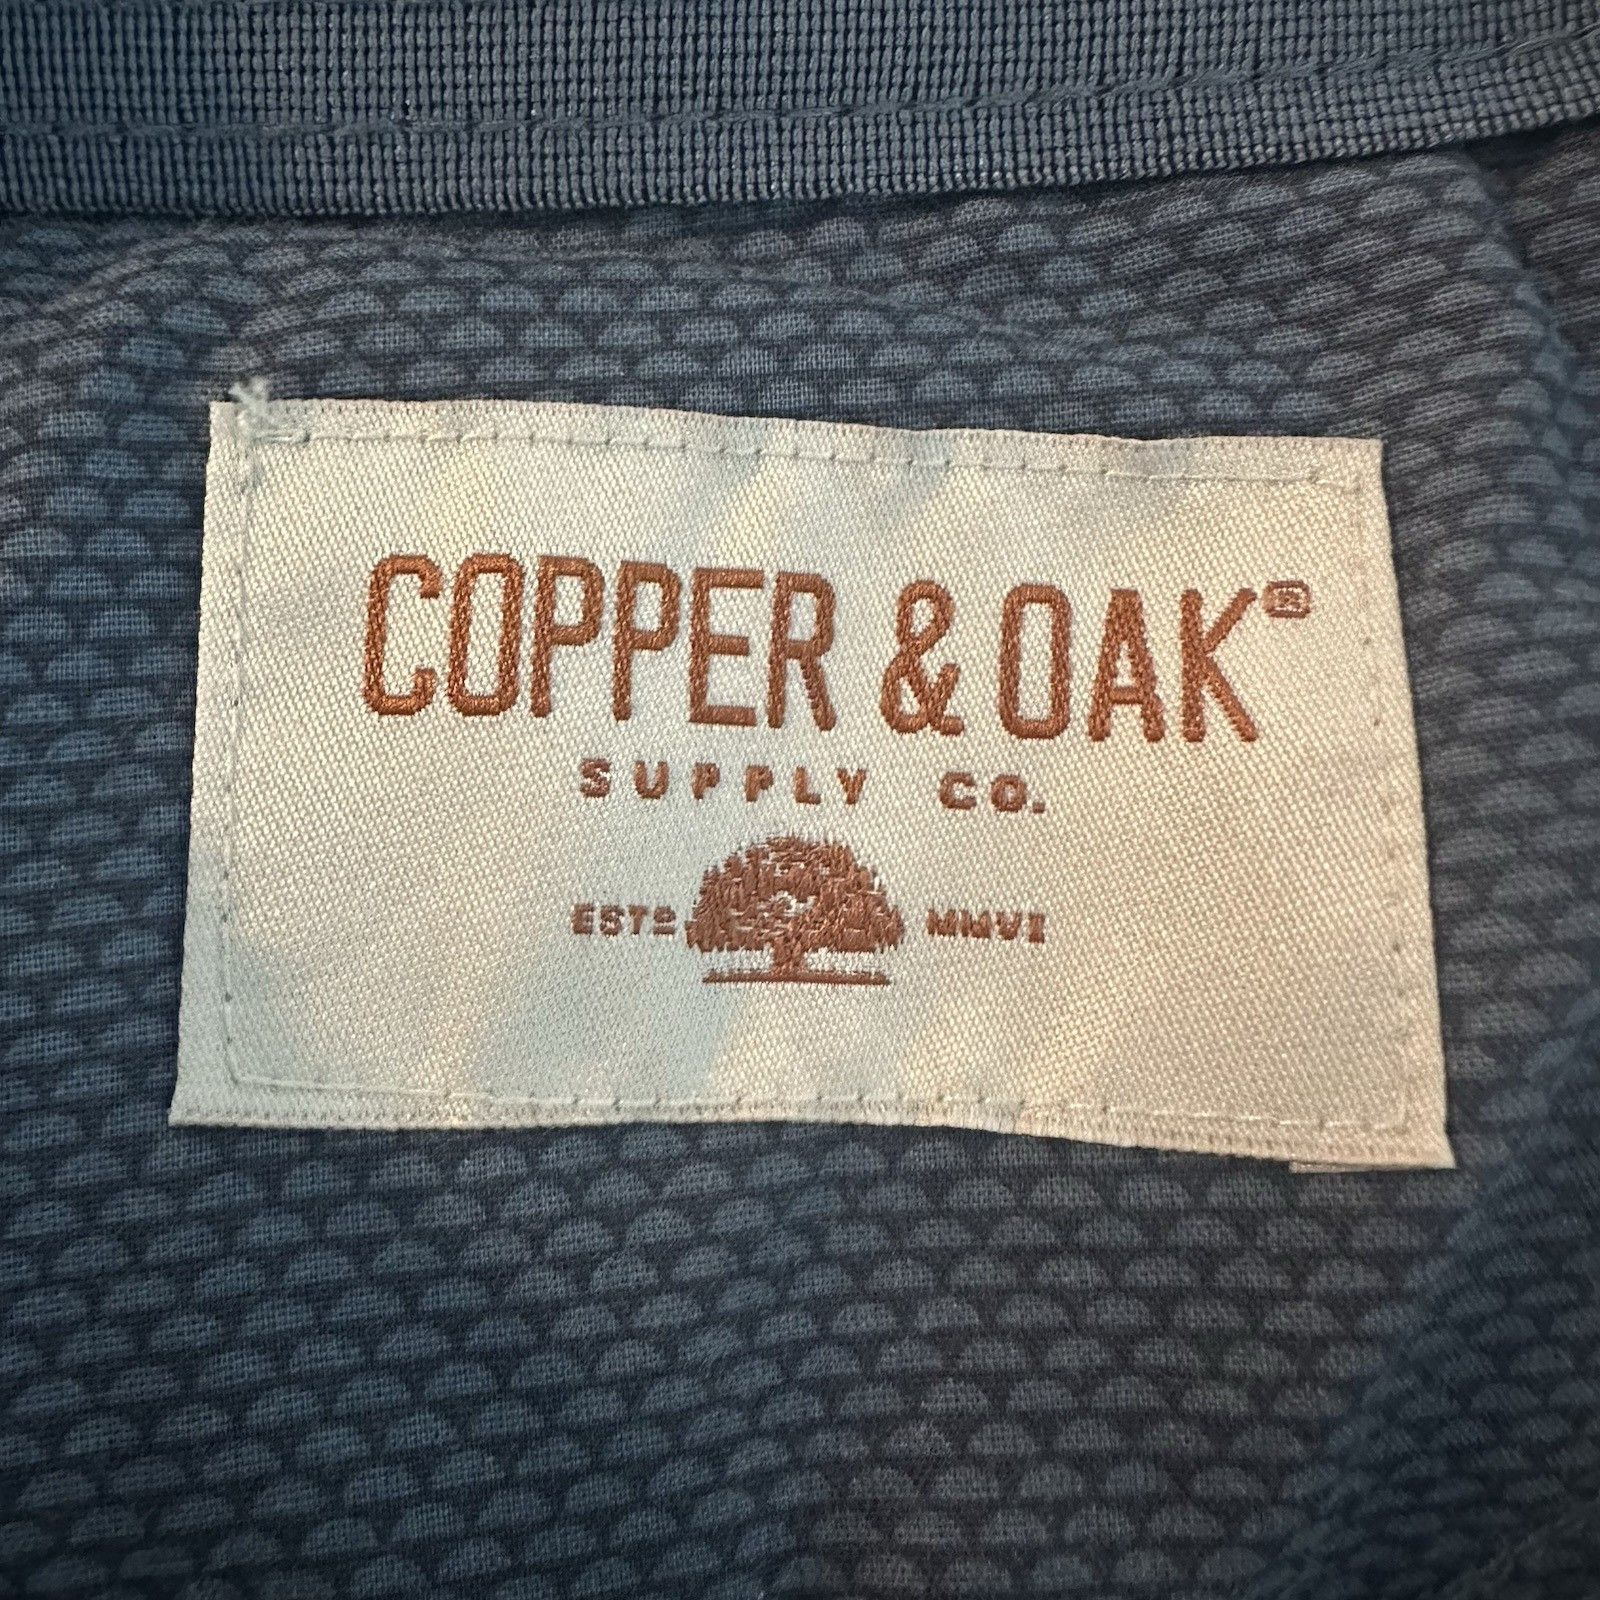 COPPER & OAK®
SUPPLY CO.
ESTD MMVI